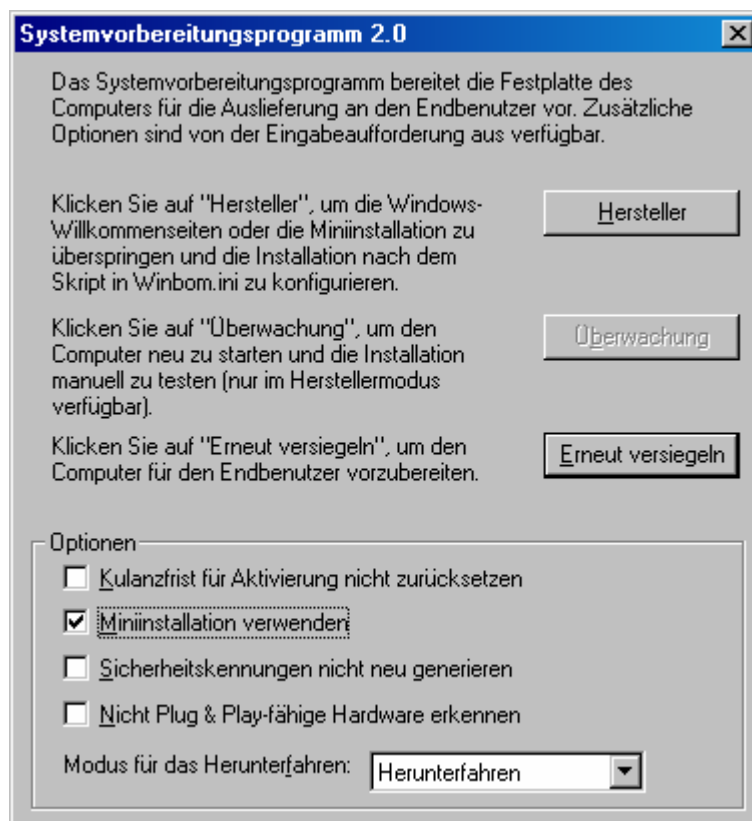 Systemvorbereitungsprogramm 2.0
Das Systemvorbereitungsprogramm bereitet die Festplatte des
Computers für die Auslieferung an den Endbenutzer vor. Zusätzliche
Optionen sind von der Eingabeaufforderung aus verfügbar.
Klicken Sie auf "Hersteller", um die Windows-
Willkommenseiten oder die Miniinstallation zu
überspringen und die Installation nach dem
Skript in Winbom.ini zu konfigurieren.
Hersteller
Klicken Sie auf "Überwachung", um den
Computer neu zu starten und die Installation
manuell zu testen (nur im Herstellermodus
verfügbar).
Überwachung
Klicken Sie auf "Erneut versiegeln", um den
Computer für den Endbenutzer vorzubereiten.
Erneut versiegeln
Optionen
Kulanzfrist für Aktivierung nicht zurücksetzen
Miniinstallation verwenden
Sicherheitskennungen nicht neu generieren
Nicht Plug & Play-fähige Hardware erkennen
Modus für das Herunterfahren: Herunterfahren